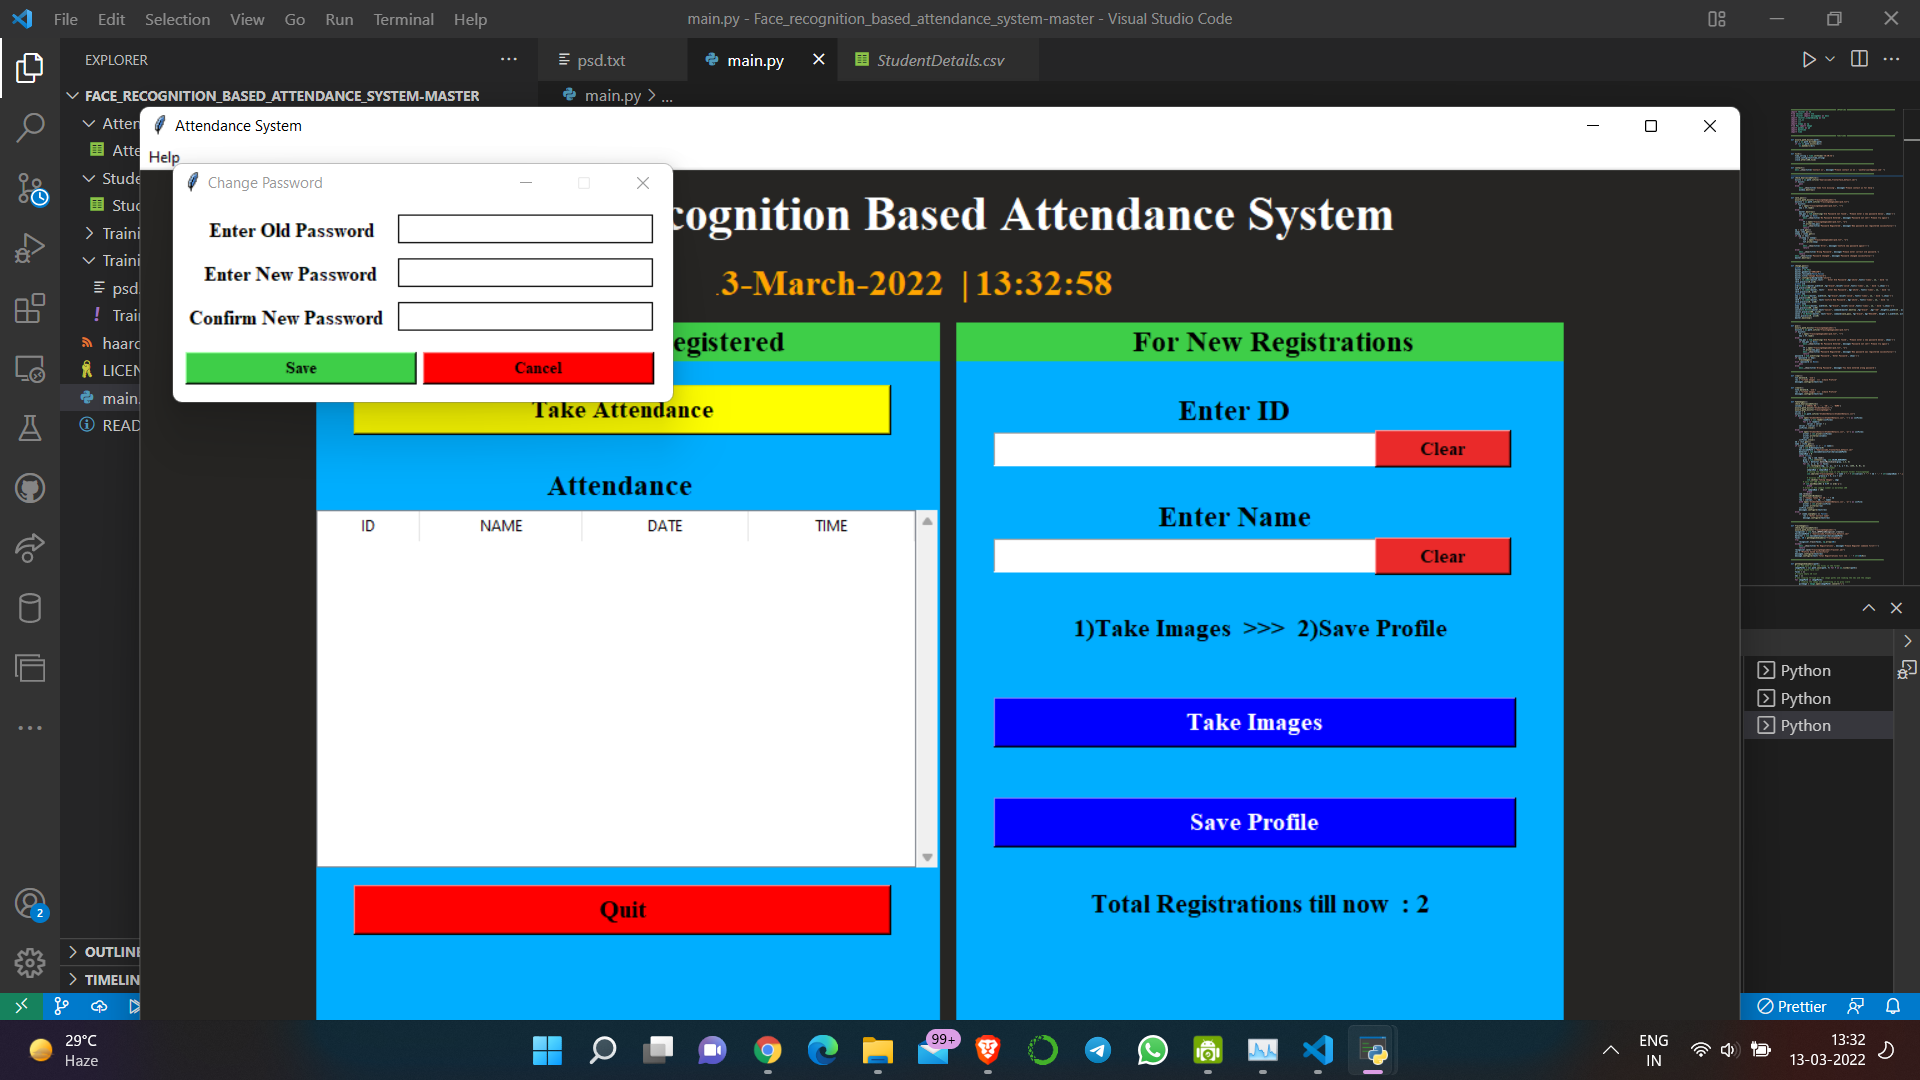 File Edit Selection View Go Run Terminal Help
main.py - Face_recognition_based_attendance_system-master - Visual Studio Code
EXPLORER
psd.txt
main.py
StudentDetails.csv
FACE_RECOGNITION_BASED_ATTENDANCE_SYSTEM-MASTER
main.py > ...
Atten
Atte
Stude
Stud
Traini
Traini
psd.
Trai
haarc
LICEN
main.
READ
OUTLINE
TIMELIN
Attendance System
Help
Change Password
Enter Old Password
Enter New Password
Confirm New Password
Save
Cancel
cognition Based Attendance System
3-March-2022 | 13:32:58
egistered
Take Attendance
Attendance
ID NAME DATE TIME
Quit
For New Registrations
Enter ID
Clear
Enter Name
Clear
1)Take Images >>> 2)Save Profile
Take Images
Save Profile
Total Registrations till now : 2
Python
Python
Python
2
Prettier
29°C
Haze
99+
ENG
IN
13:32
13-03-2022